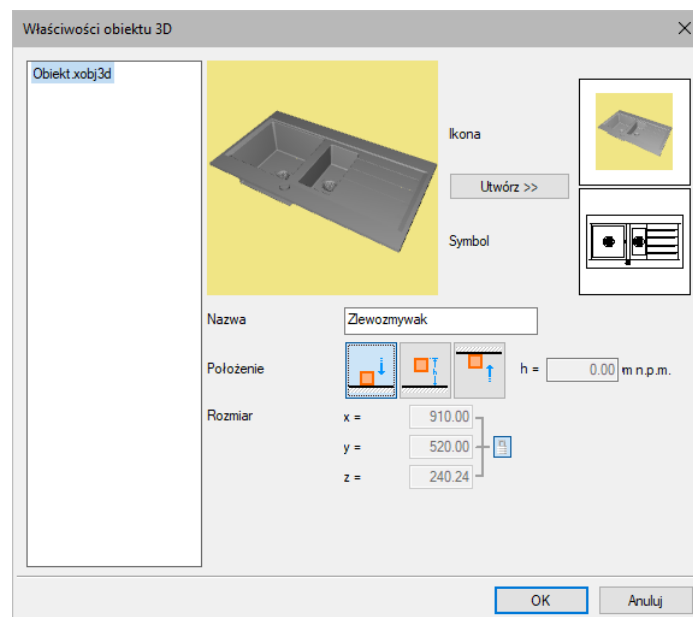 Właściwości obiektu 3D
Obiekt.xobj3d
Ikona
Utwórz >>
Symbol
Nazwa
Zlewozmywak
Położenie
h
h = 0.00 m n.p.m.
Rozmiar
x = 910.00
y = 520.00
z = 240.24
OK
Anuluj